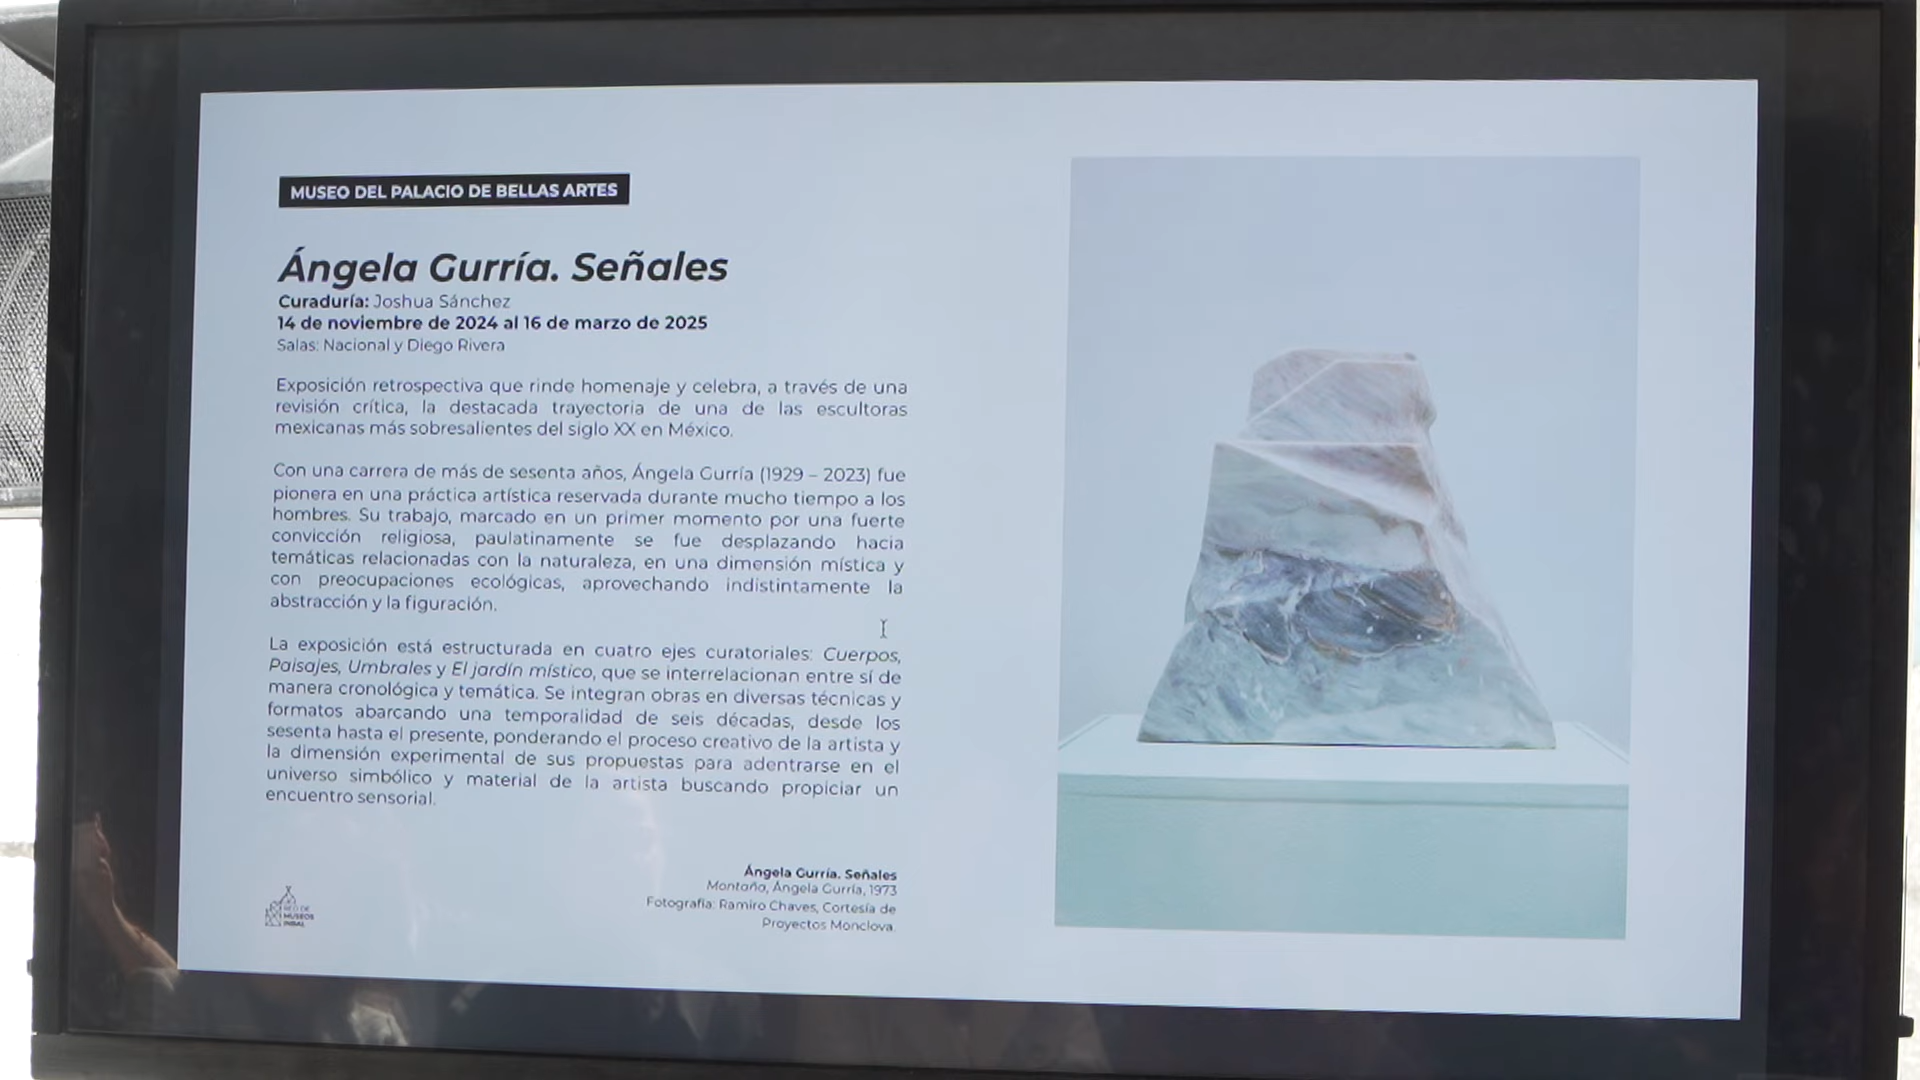 MUSEO DEL PALACIO DE BELLAS ARTES
Ángela Gurría. Señales
Curaduría: Joshua Sánchez
14 de noviembre de 2024 al 16 de marzo de 2025
Salas: Nacional y Diego Rivera
Exposición retrospectiva que rinde homenaje y celebra, a través de una
revisión crítica, la destacada trayectoria de una de las escultoras
mexicanas más sobresalientes del siglo XX en México.
Con una carrera de más de sesenta años, Ángela Gurría (1929 – 2023) fue
pionera en una práctica artística reservada durante mucho tiempo a los
hombres. Su trabajo, marcado en un primer momento por una fuerte
convicción religiosa, paulatinamente se fue desplazando hacia
temáticas relacionadas con la naturaleza, en una dimensión mística y
con preocupaciones ecológicas, aprovechando indistintamente la
abstracción y la figuración.
La exposición está estructurada en cuatro ejes curatoriales: Cuerpos,
Paisajes, Umbrales y El jardín místico, que se interrelacionan entre sí de
manera cronológica y temática. Se integran obras en diversas técnicas y
formatos abarcando una temporalidad de seis décadas, desde los
sesenta hasta el presente, ponderando el proceso creativo de la artista y
la dimensión experimental de sus propuestas para adentrarse en el
universo simbólico y material de la artista buscando propiciar un
encuentro sensorial.
Ángela Gurría. Señales
Montaña, Ángela Gurría, 1973
Fotografía: Ramiro Chaves, Cortesía de
Proyectos Monclova.
RED DE
MUSEOS
INBAL